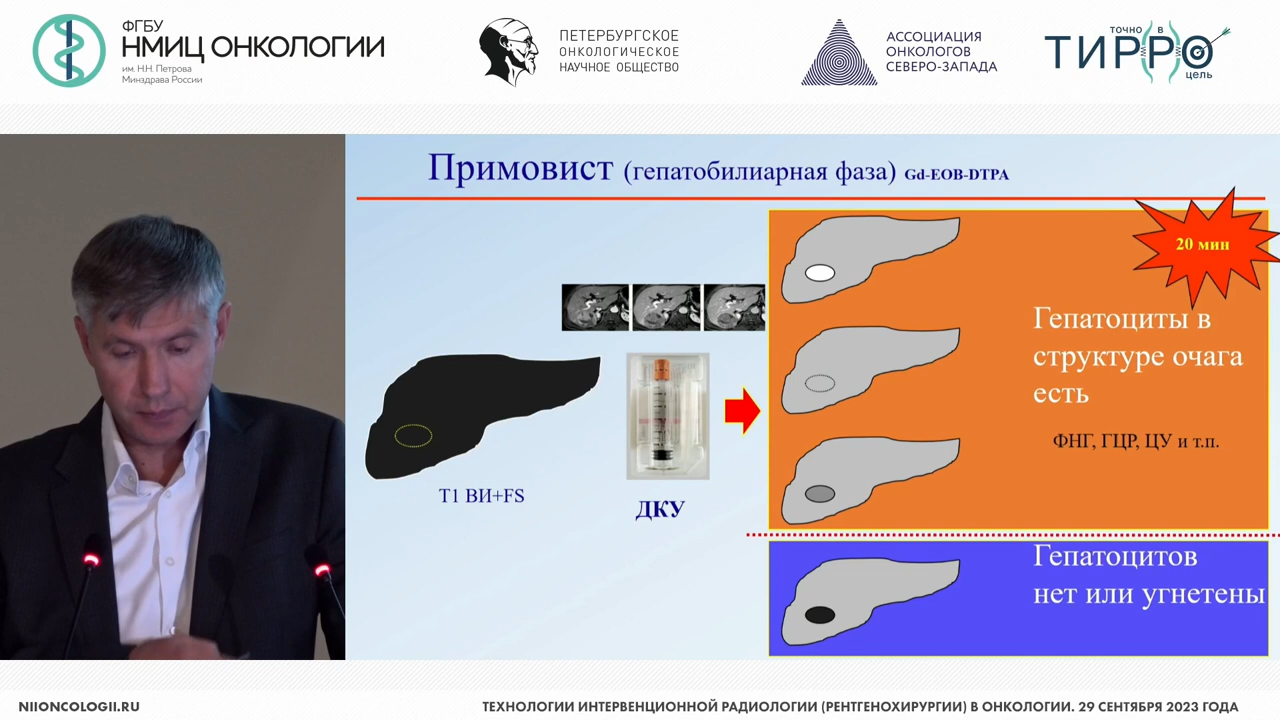 ФГБУ
НМИЦ ОНКОЛОГИИ
им. Н.Н. Петрова
Минздрава России
ПЕТЕРБУРГСКОЕ
ОНКОЛОГИЧЕСКОЕ
НАУЧНОЕ ОБЩЕСТВО
АССОЦИАЦИЯ
ОНКОЛОГОВ
СЕВЕРО-ЗАПАДА
ТОЧНО В
ТИРРО
цель
Примовист (гепатобилиарная фаза) Gd-EOB-DTPA
20 мин
Гепатоциты в
структуре очага
есть
ФНГ, ГЦР, ЦУ и т.п.
Т1 ВИ+FS
ДКУ
Гепатоцитов
нет или угнетены
NIIONCOLOGII.RU
ТЕХНОЛОГИИ ИНТЕРВЕНЦИОННОЙ РАДИОЛОГИИ (РЕНТГЕНОХИРУРГИИ) В ОНКОЛОГИИ. 29 СЕНТЯБРЯ 2023 ГОДА